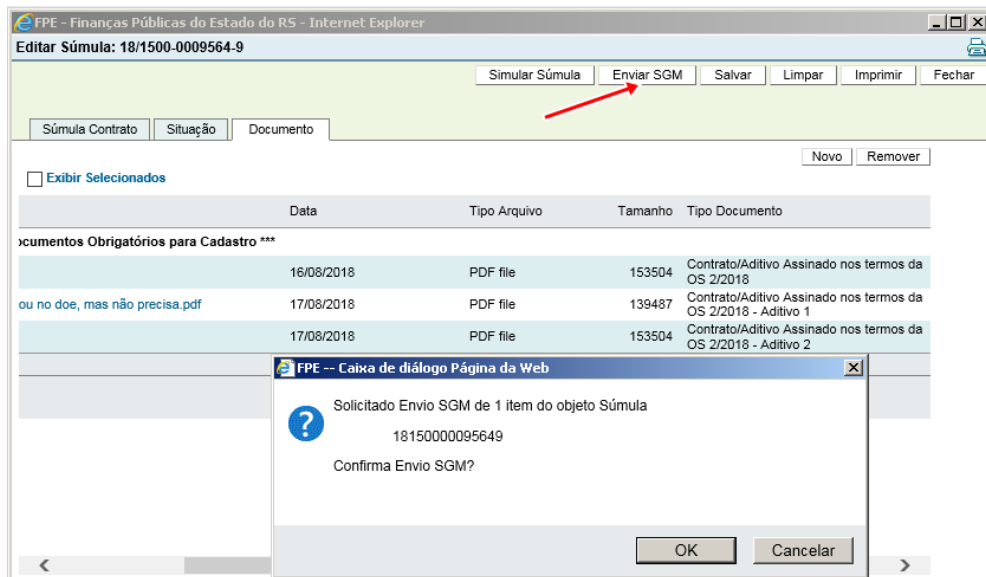 FPE - Finanças Públicas do Estado do RS - Internet Explorer
Editar Súmula: 18/1500-0009564-9
Simular Súmula Enviar SGM Salvar Limpar Imprimir Fechar
Súmula Contrato Situação Documento
Novo Remover
Exibir Selecionados
Data Tipo Arquivo Tamanho Tipo Documento
ocumentos Obrigatórios para Cadastro ***
16/08/2018 PDF file 153504 Contrato/Aditivo Assinado nos termos da
OS 2/2018
ou no doe, mas não precisa.pdf 17/08/2018 PDF file 139487 Contrato/Aditivo Assinado nos termos da
OS 2/2018 - Aditivo 1
17/08/2018 PDF file 153504 Contrato/Aditivo Assinado nos termos da
OS 2/2018 - Aditivo 2
FPE -- Caixa de diálogo Página da Web
Solicitado Envio SGM de 1 item do objeto Súmula
18150000095649
Confirma Envio SGM?
OK Cancelar